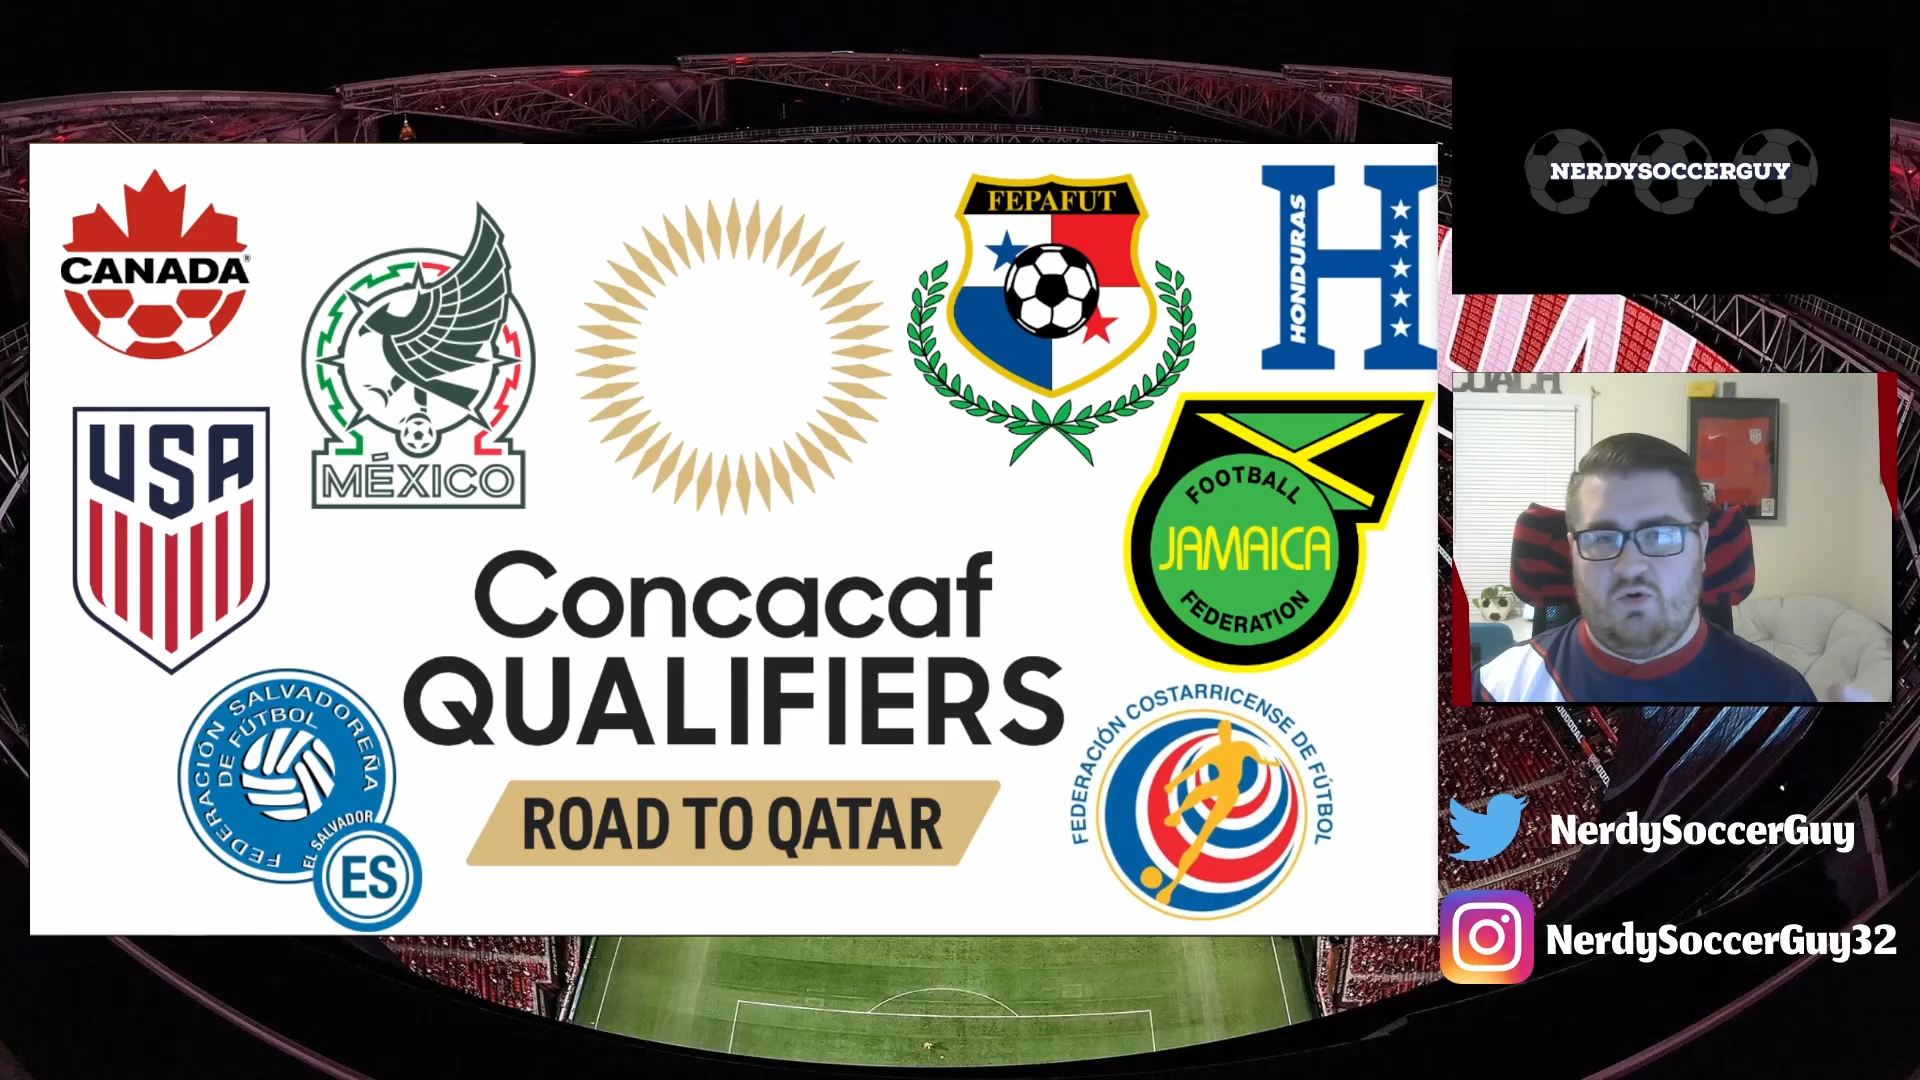 CANADA
®
USA
MÉXICO
FEPAFUT
HONDURAS
FOOTBALL
JAMAICA
FEDERATION
Concacaf
QUALIFIERS
ROAD TO QATAR
FEDERACIÓN SALVADOREÑA
DE FÚTBOL
EL SALVADOR
ES
FEDERACIÓN COSTARRICENSE DE FÚTBOL
NERDYSOCCERGUY
COACH
NerdySoccerGuy
NerdySoccerGuy32